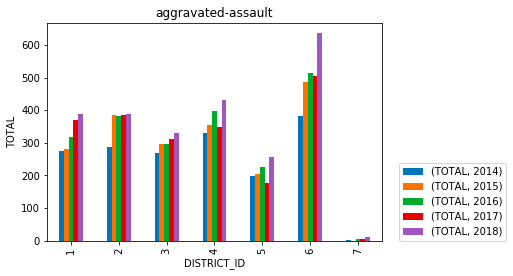 aggravated-assault
TOTAL
600
500
400
300
200
100
0
1 2 3 4 5 6 7
DISTRICT_ID
(TOTAL, 2014)
(TOTAL, 2015)
(TOTAL, 2016)
(TOTAL, 2017)
(TOTAL, 2018)